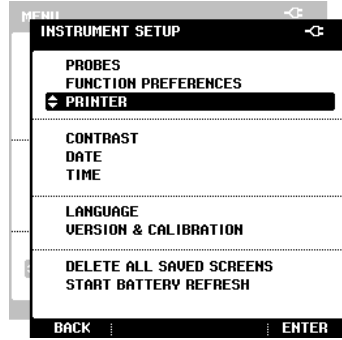 MENU
INSTRUMENT SETUP
PROBES
FUNCTION PREFERENCES
PRINTER
CONTRAST
DATE
TIME
LANGUAGE
VERSION & CALIBRATION
DELETE ALL SAVED SCREENS
START BATTERY REFRESH
BACK ENTER